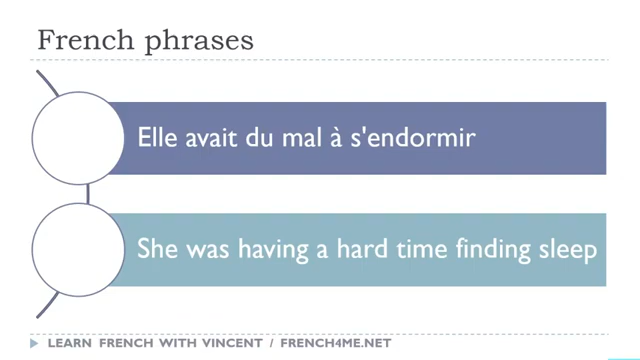 French phrases
Elle avait du mal à s'endormir
She was having a hard time finding sleep
LEARN FRENCH WITH VINCENT / FRENCH4ME.NET